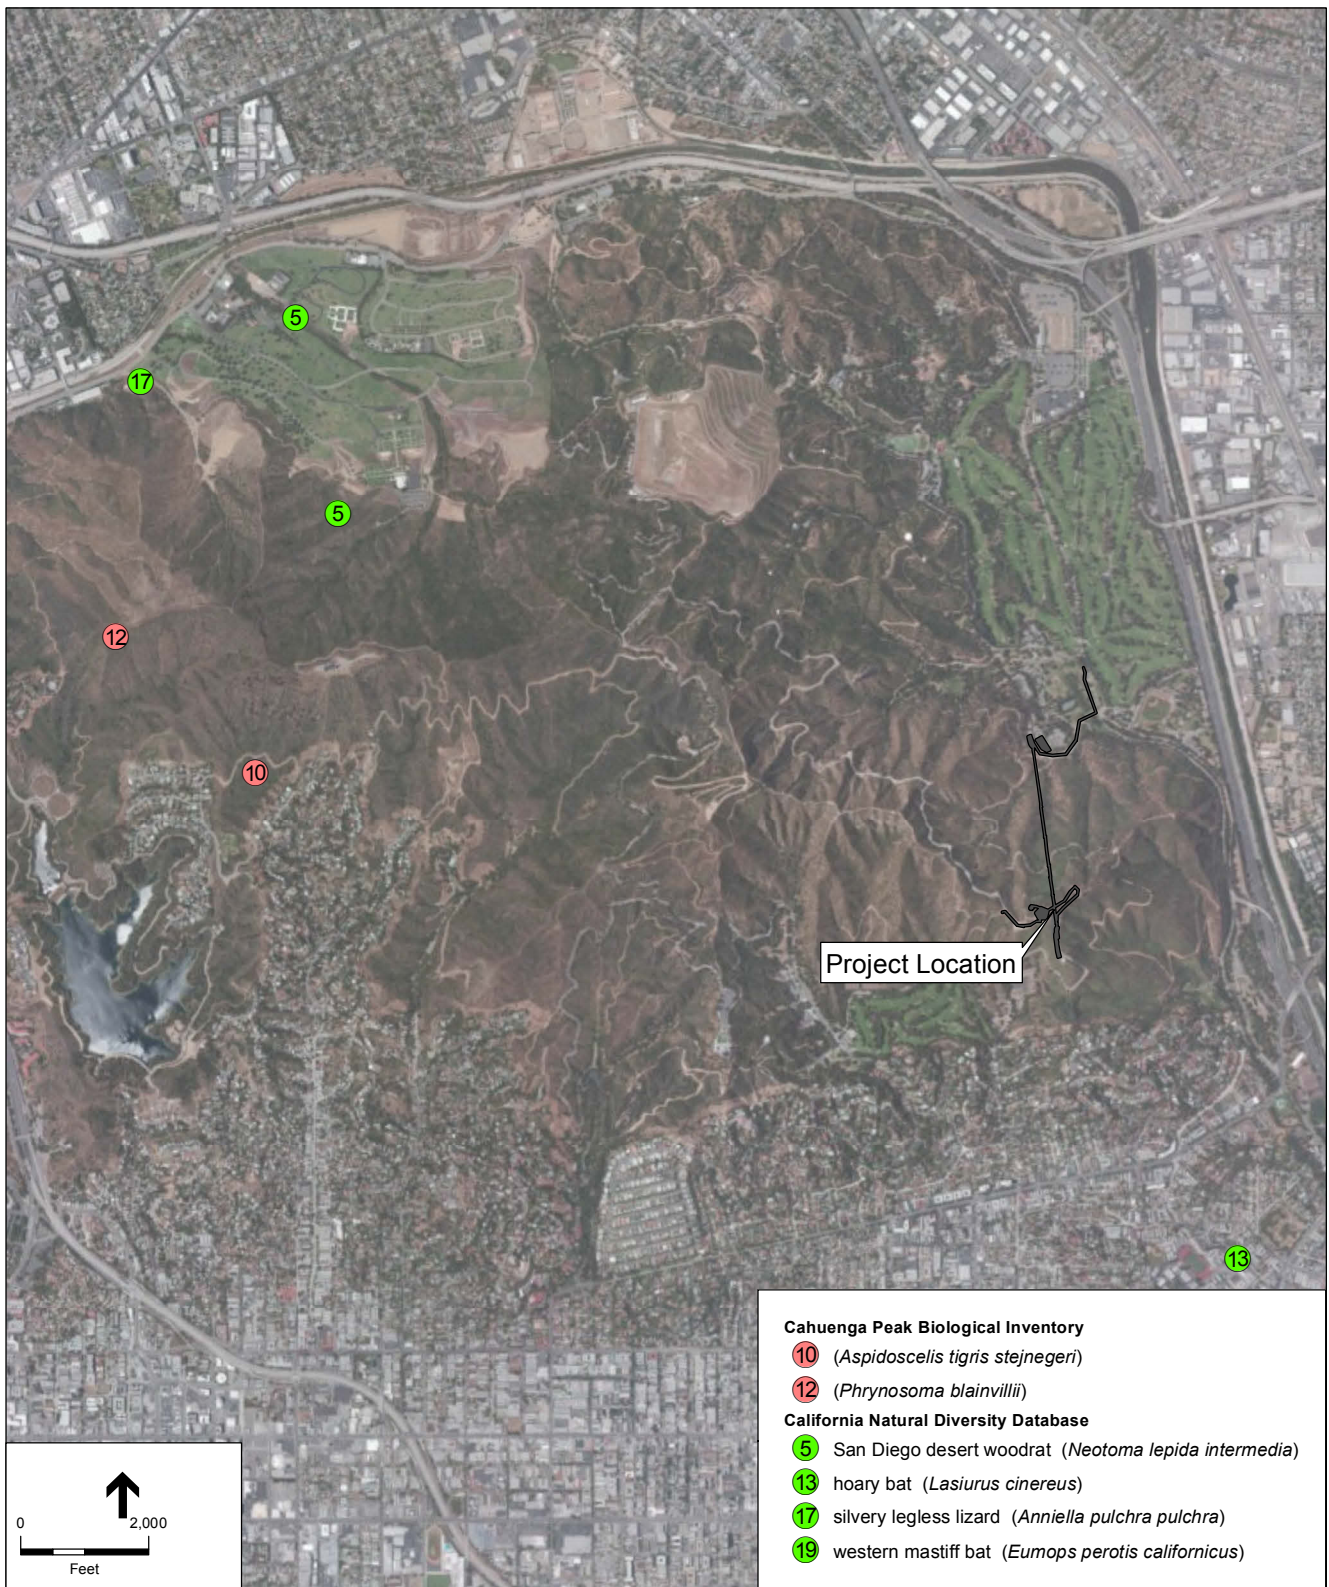 5
17
5
12
10
Project Location
13
Cahuenga Peak Biological Inventory
10 (Aspidoscelis tigris stejnegeri)
12 (Phrynosoma blainvillii)
California Natural Diversity Database
5 San Diego desert woodrat (Neotoma lepida intermedia)
13 hoary bat (Lasiurus cinereus)
17 silvery legless lizard (Anniella pulchra pulchra)
19 western mastiff bat (Eumops perotis californicus)
0 2,000
Feet